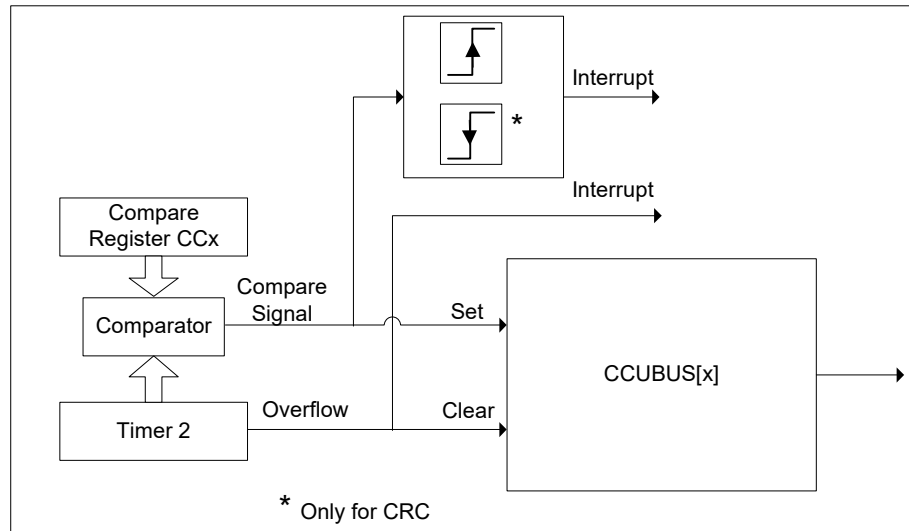 Interrupt
*
Interrupt
Compare
Register CCx
Compare
Signal
Set
Comparator
CCUBUS[x]
Overflow
Clear
Timer 2
* Only for CRC